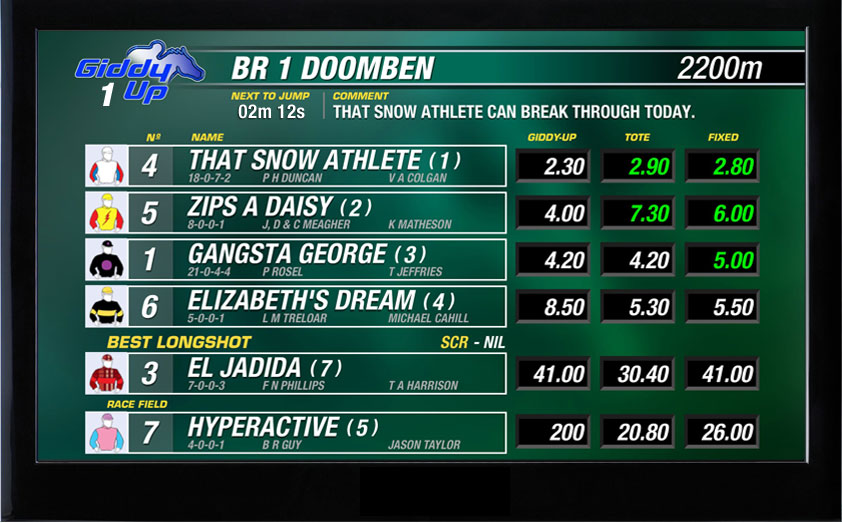 Giddy Up
1
BR 1 DOOMBEN
2200m
NEXT TO JUMP COMMENT
02m 12s THAT SNOW ATHLETE CAN BREAK THROUGH TODAY.
Nº NAME GIDDY-UP TOTE FIXED
4 THAT SNOW ATHLETE (1) 2.30 2.90 2.80
18-0-7-2 P H DUNCAN V A COLGAN
5 ZIPS A DAISY (2) 4.00 7.30 6.00
8-0-0-1 J, D & C MEAGHER K MATHESON
1 GANGSTA GEORGE (3) 4.20 4.20 5.00
21-0-4-4 P ROSEL T JEFFRIES
6 ELIZABETH'S DREAM (4) 8.50 5.30 5.50
5-0-0-1 L M TRELOAR MICHAEL CAHILL
BEST LONGSHOT SCR - NIL
3 EL JADIDA (7) 41.00 30.40 41.00
7-0-0-3 F N PHILLIPS T A HARRISON
RACE FIELD
7 HYPERACTIVE (5) 200 20.80 26.00
4-0-0-1 B R GUY JASON TAYLOR